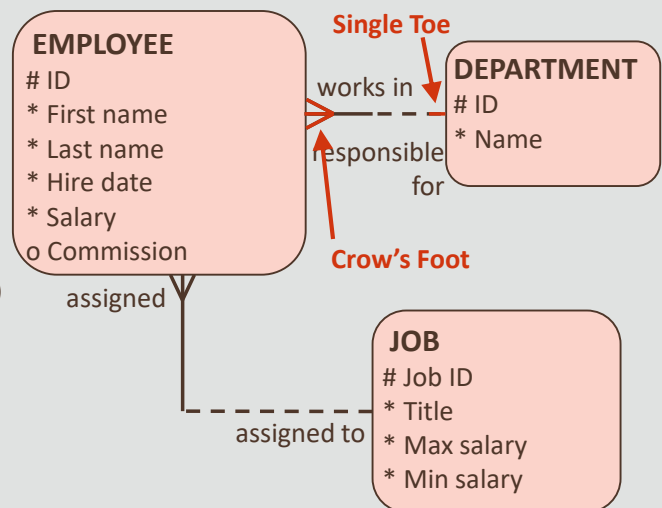 EMPLOYEE
# ID
* First name
* Last name
* Hire date
* Salary
o Commission
Single Toe
works in
responsible
for
Crow's Foot
DEPARTMENT
# ID
* Name
assigned
assigned to
JOB
# Job ID
* Title
* Max salary
* Min salary